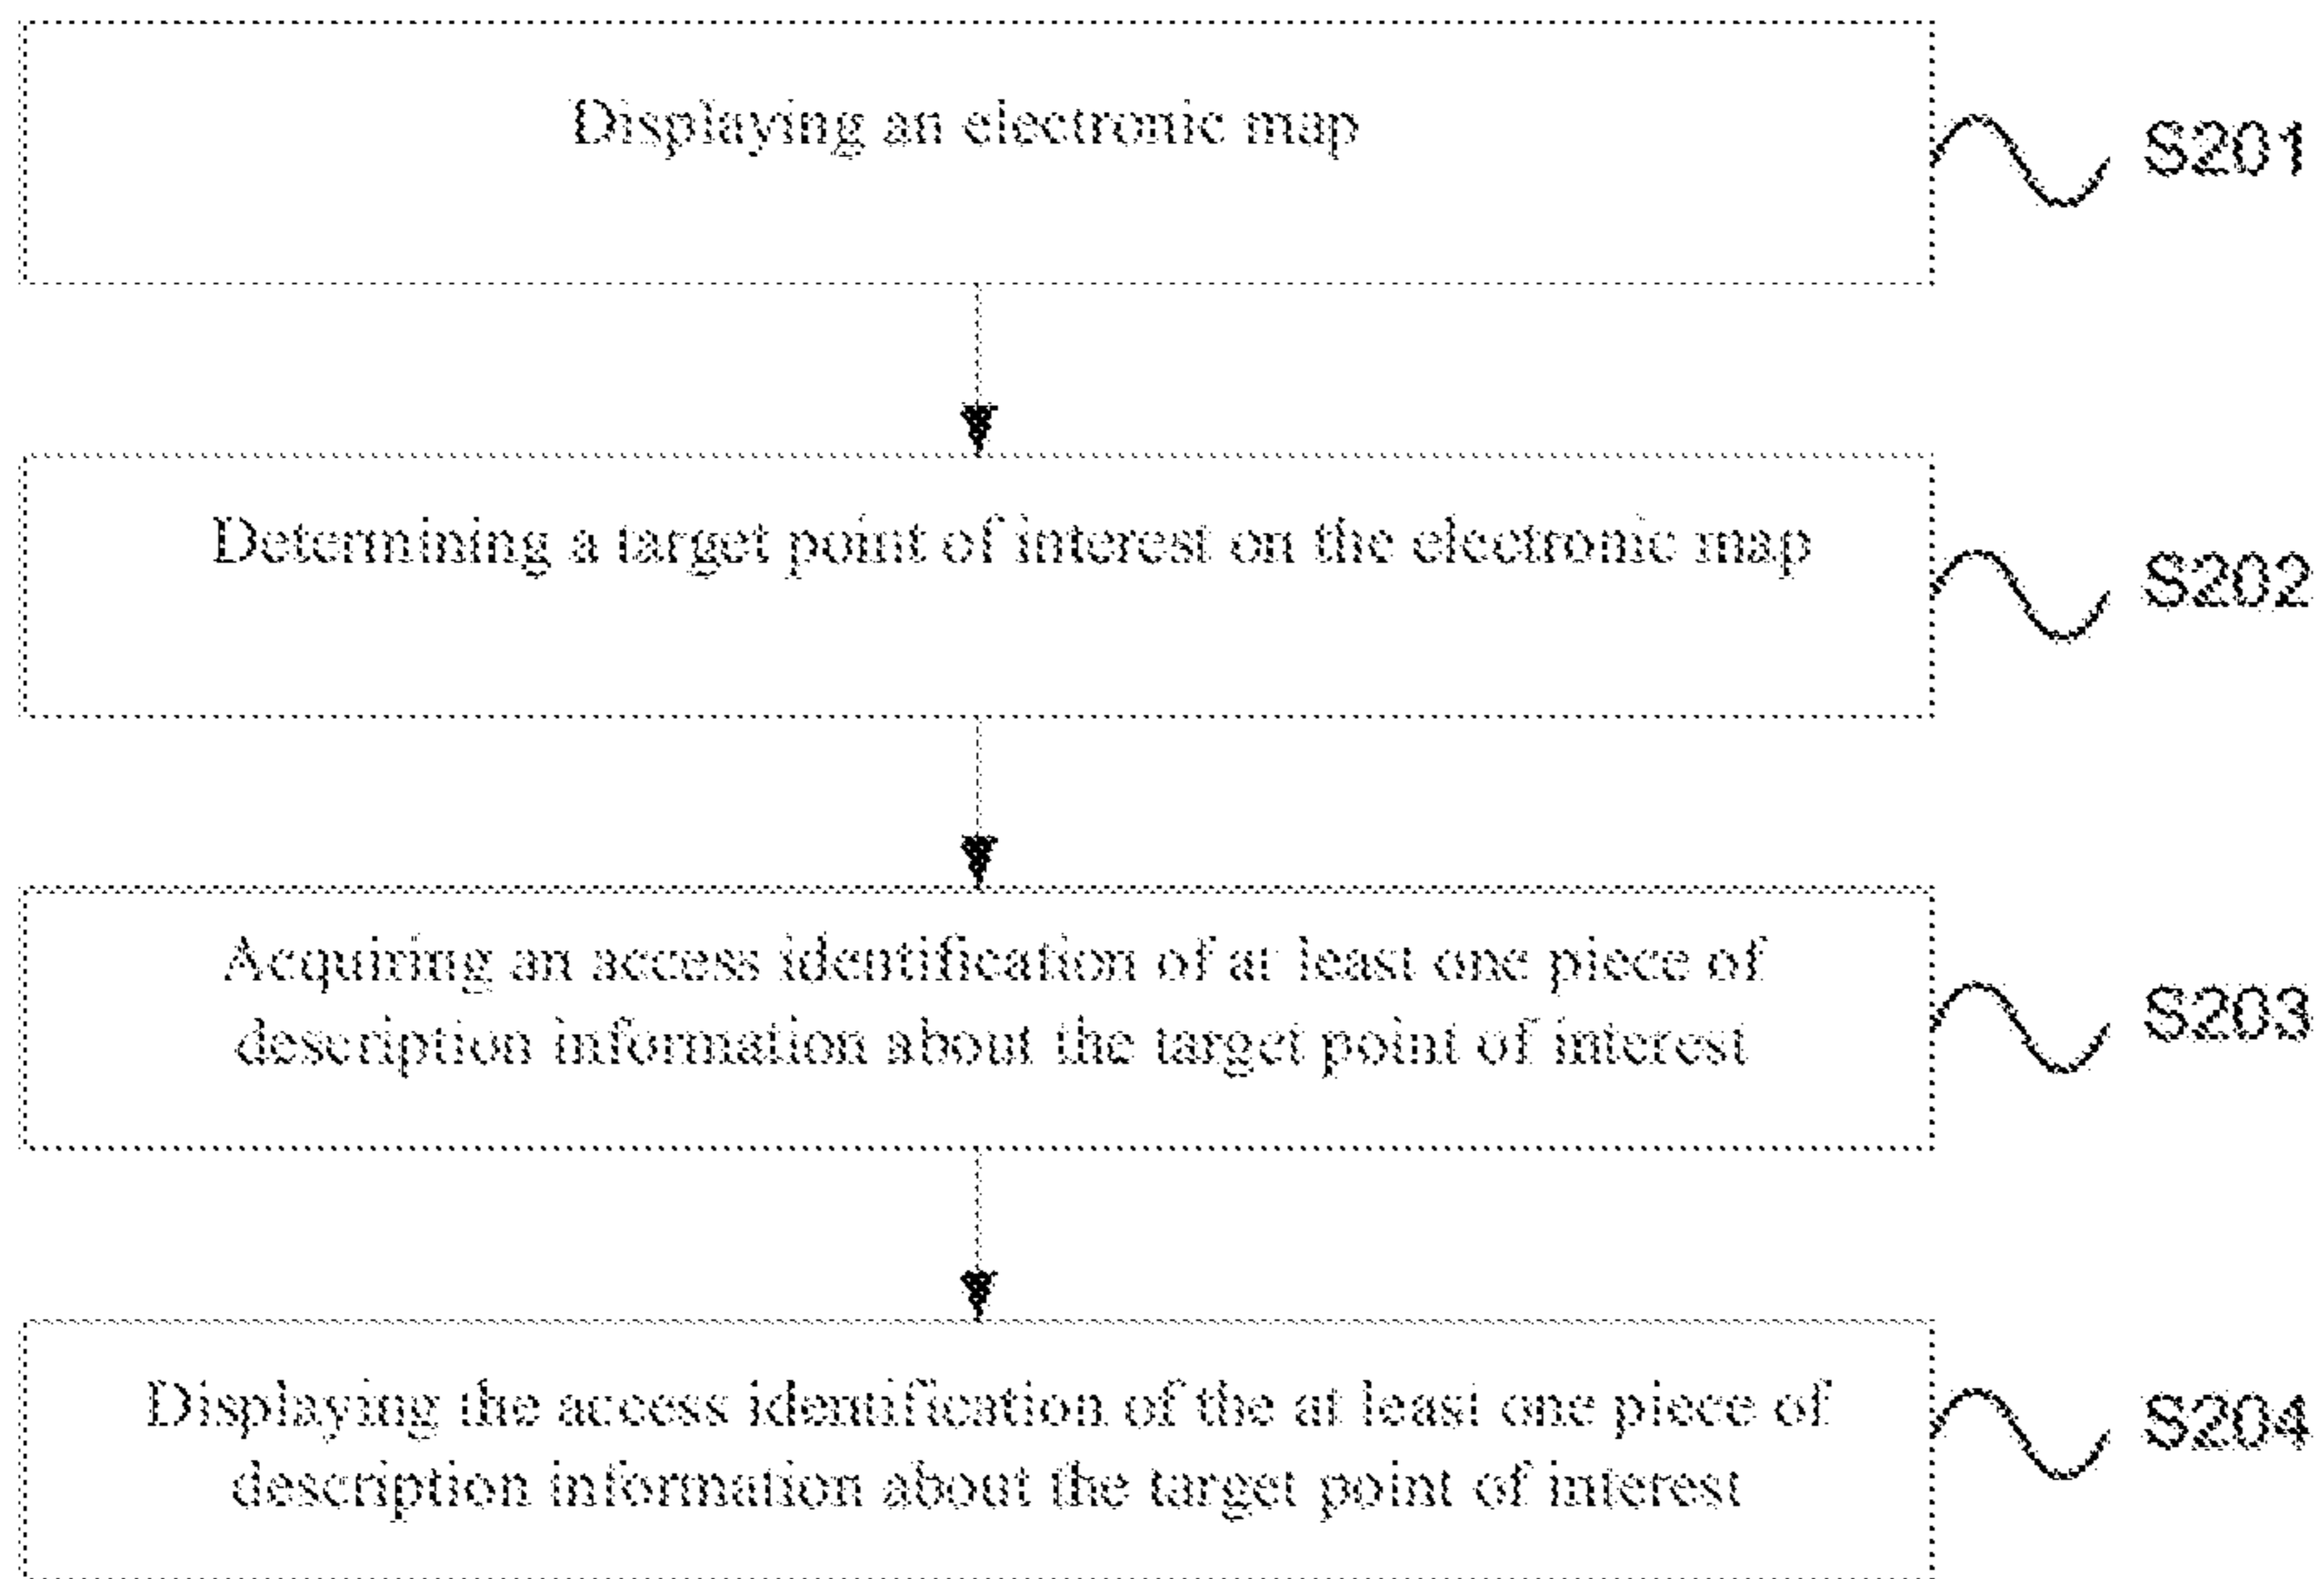 Displaying an electronic map
S201
Determining a target point of interest on the electronic map
S202
Acquiring an access identification of at least one piece of
description information about the target point of interest
S203
Displaying the access identification of the at least one piece of
description information about the target point of interest
S204